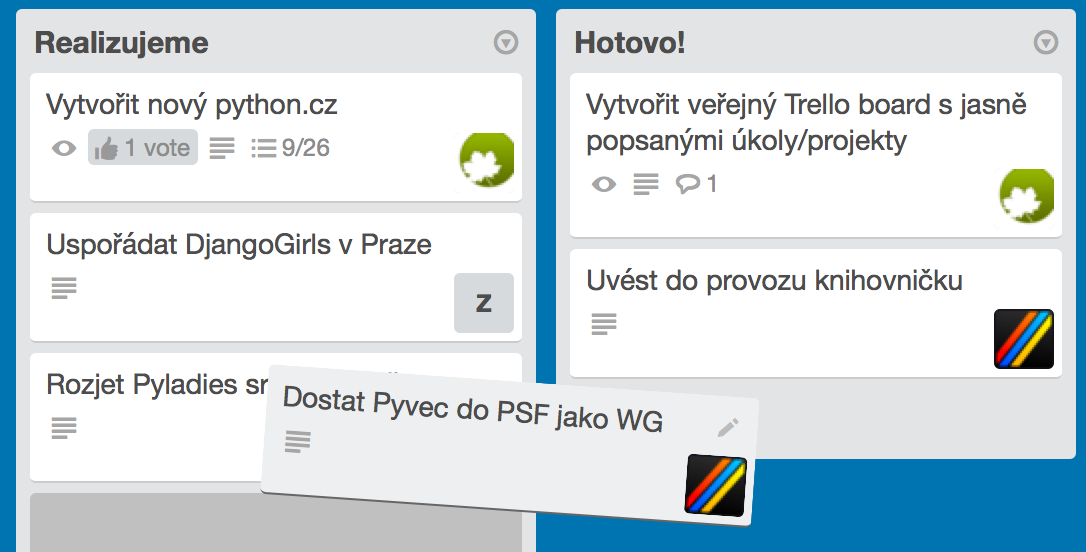 Realizujeme
Vytvořit nový python.cz
1 vote
9/26
Uspořádat DjangoGirls v Praze
z
Rozjet Pyladies
Dostat Pyvec do PSF jako WG
Hotovo!
Vytvořit veřejný Trello board s jasně
popsanými úkoly/projekty
1
Uvést do provozu knihovničku